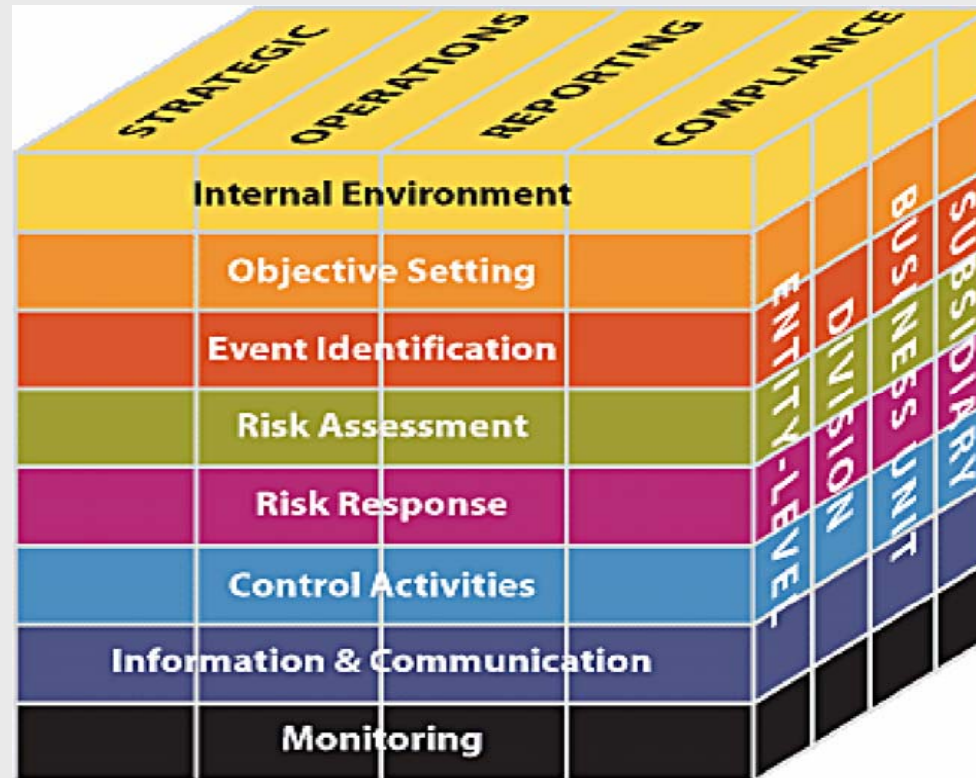 STRATEGIC
OPERATIONS
REPORTING
COMPLIANCE
Internal Environment
Objective Setting
Event Identification
Risk Assessment
Risk Response
Control Activities
Information & Communication
Monitoring
ENTITY-LEVEL
DIVISION
BUSINESS UNIT
SUBSIDIARY